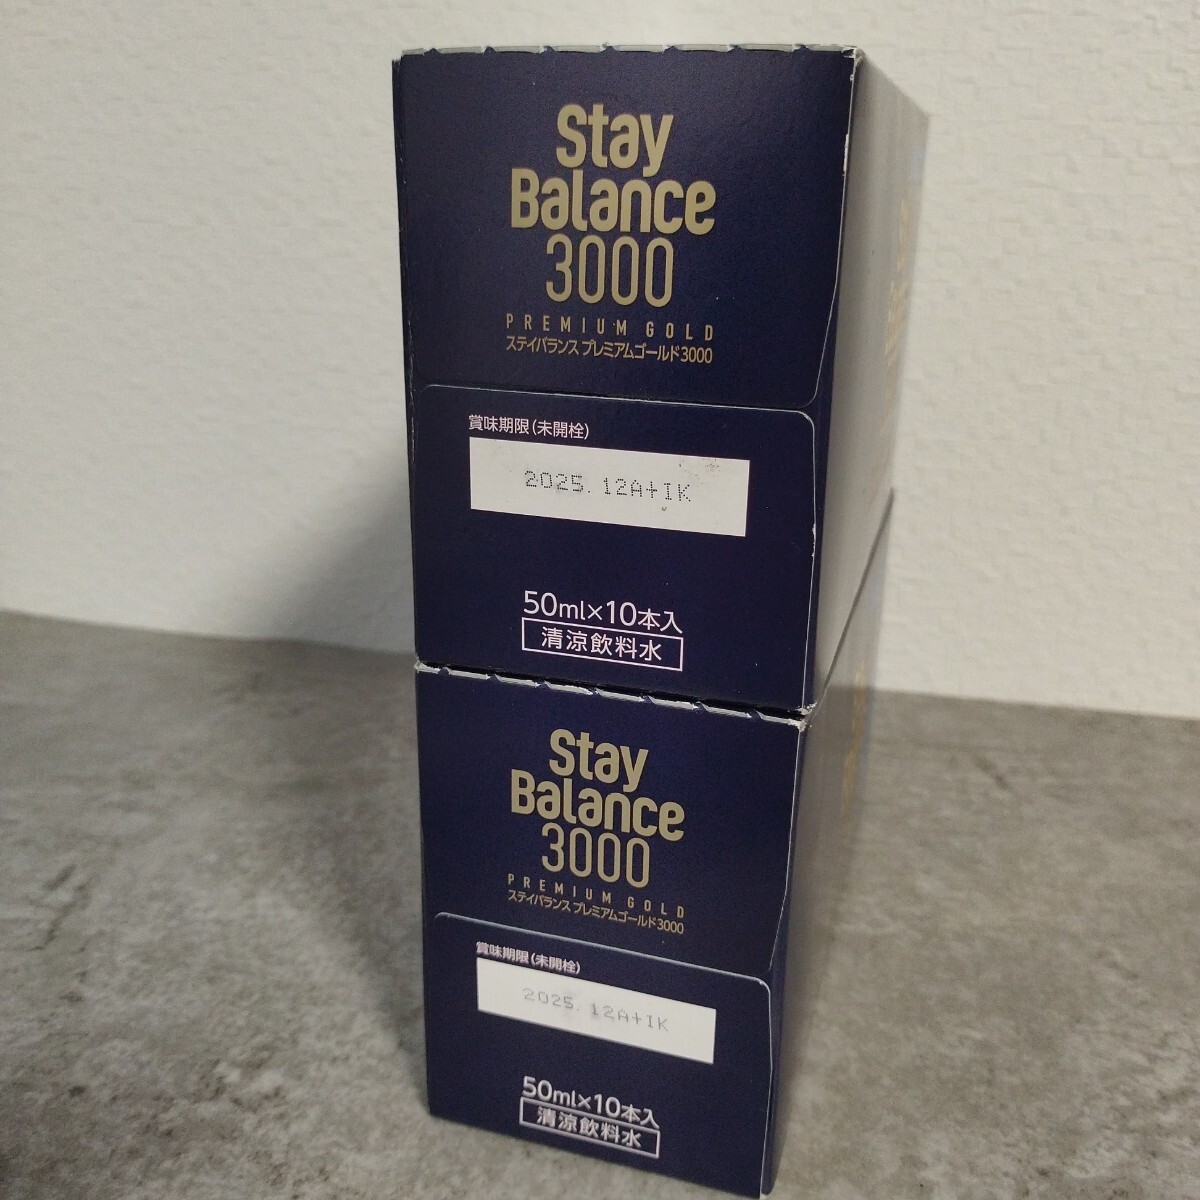 Stay
Balance
3000
PREMIUM GOLD
ステイバランス プレミアムゴールド3000
賞味期限(未開栓)
2025.12A+IK
50ml×10本入
清涼飲料水
Stay
Balance
3000
PREMIUM GOLD
ステイバランス プレミアムゴールド3000
賞味期限(未開栓)
2025.12A+IK
50ml×10本入
清涼飲料水